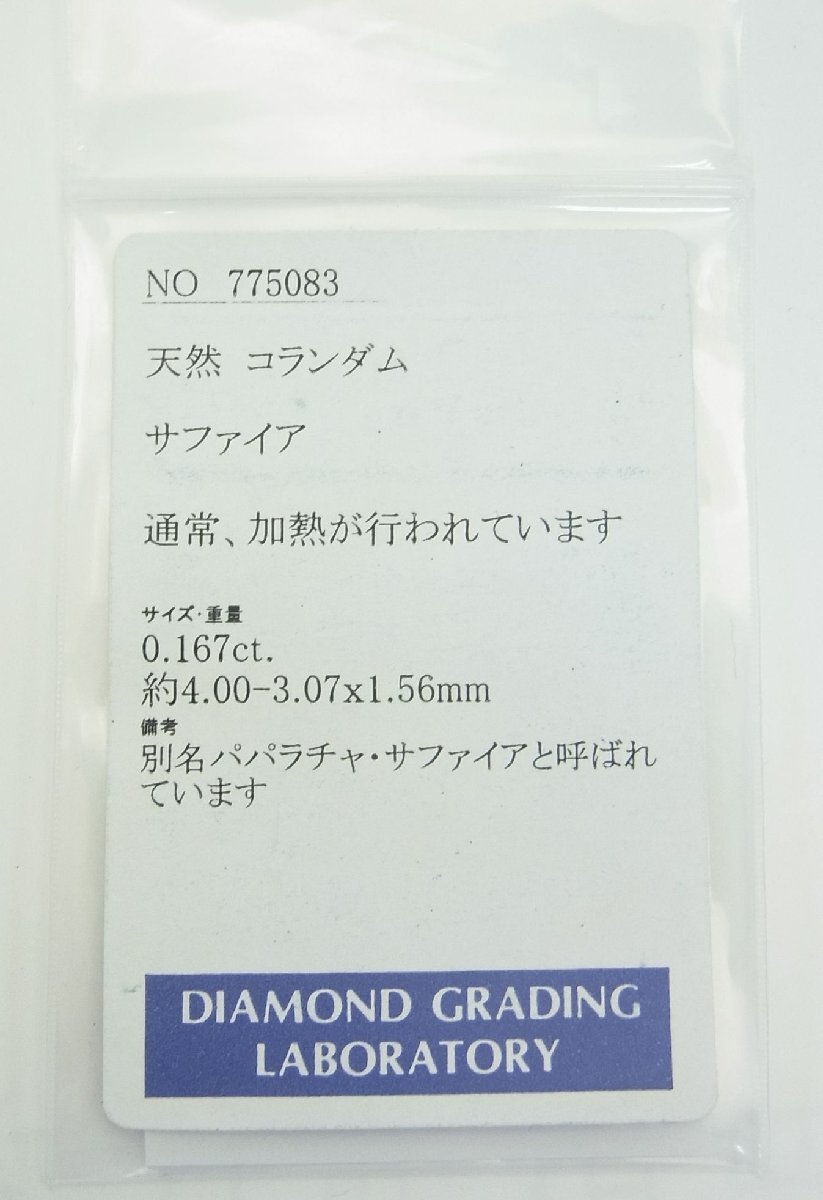 NO 775083
天然 コランダム
サファイア
通常、加熱が行われています
サイズ・重量
0.167ct.
約4.00-3.07x1.56mm
備考
別名パパラチャ・サファイアと呼ばれ
ています
DIAMOND GRADING
LABORATORY